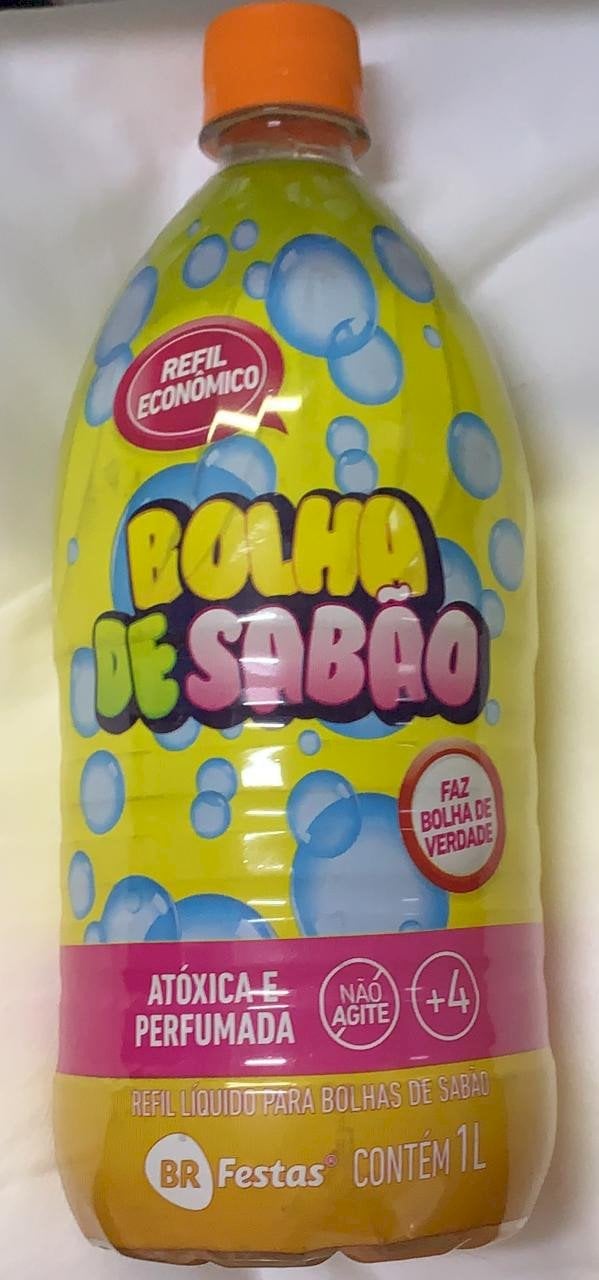 REFIL
ECONÔMICO
BOLHA
DE SABÃO
FAZ
BOLHA DE
VERDADE
ATÓXICA E
PERFUMADA
NÃO
AGITE
+4
REFIL LÍQUIDO PARA BOLHAS DE SABÃO
BR Festas® CONTÉM 1L